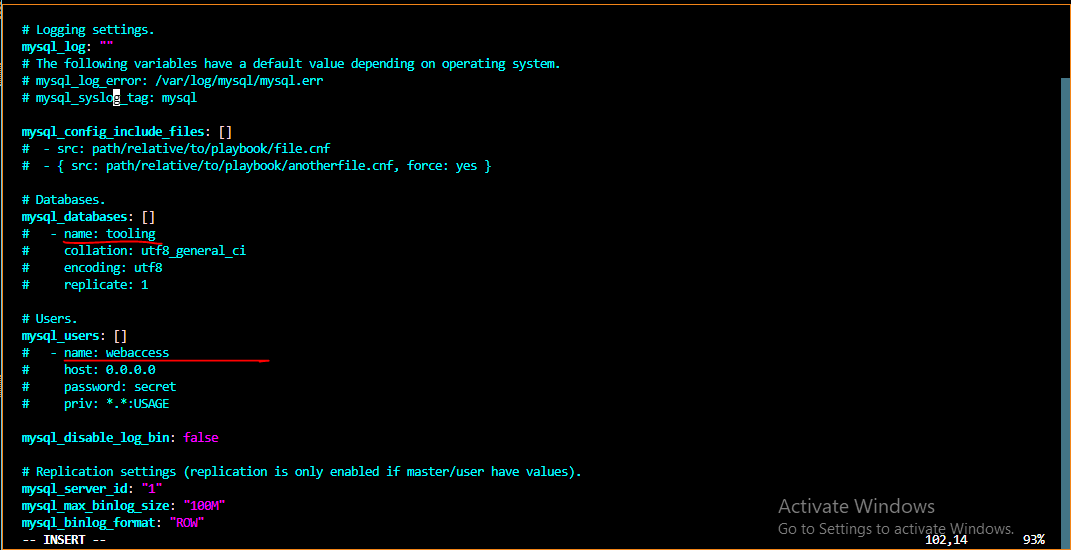 # Logging settings.
mysql_log: ""
# The following variables have a default value depending on operating system.
# mysql_log_error: /var/log/mysql/mysql.err
# mysql_syslog_tag: mysql
mysql_config_include_files: []
#  - src: path/relative/to/playbook/file.cnf
#  - { src: path/relative/to/playbook/anotherfile.cnf, force: yes }
# Databases.
mysql_databases: []
#   - name: tooling
#     collation: utf8_general_ci
#     encoding: utf8
#     replicate: 1
# Users.
mysql_users: []
#   - name: webaccess
#     host: 0.0.0.0
#     password: secret
#     priv: *.*:USAGE
mysql_disable_log_bin: false
# Replication settings (replication is only enabled if master/user have values).
mysql_server_id: "1"
mysql_max_binlog_size: "100M"
mysql_binlog_format: "ROW"
Activate Windows
Go to Settings to activate Windows.
-- INSERT -- 102,14 93%